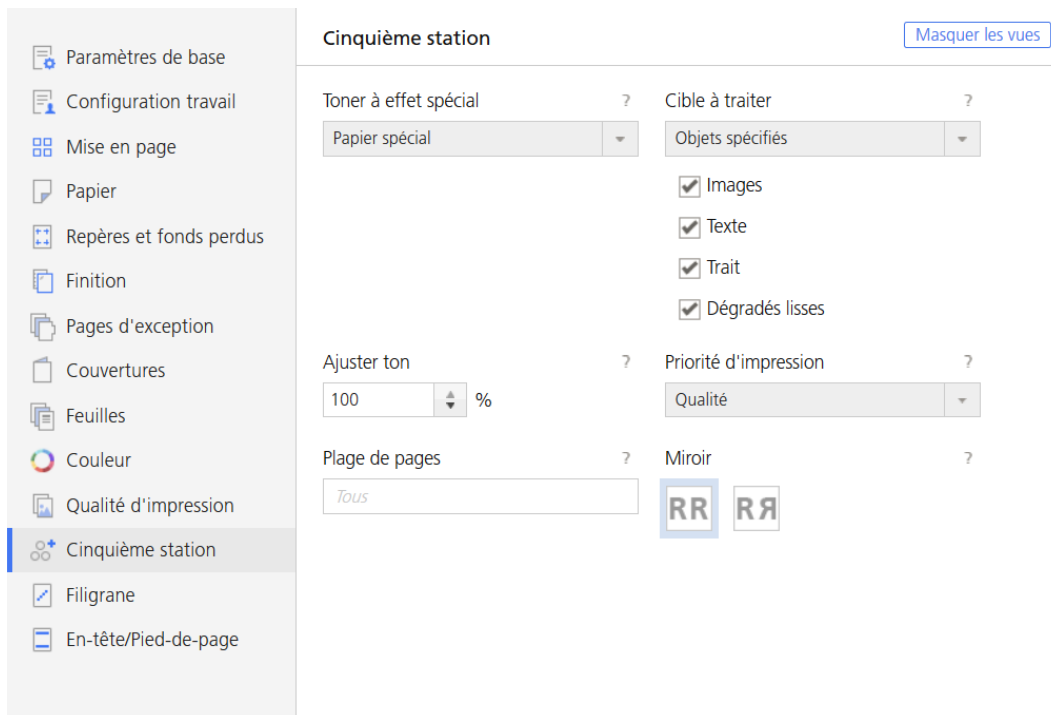 Paramètres de base
Configuration travail
Mise en page
Papier
Repères et fonds perdus
Finition
Pages d'exception
Couvertures
Feuilles
Couleur
Qualité d'impression
Cinquième station
Filigrane
En-tête/Pied-de-page
Cinquième station
Masquer les vues
Toner à effet spécial ?
Papier spécial
Cible à traiter ?
Objets spécifiés
Images
Texte
Trait
Dégradés lisses
Ajuster ton ?
100 %
Priorité d'impression ?
Qualité
Plage de pages ?
Tous
Miroir ?
RR
RЯ